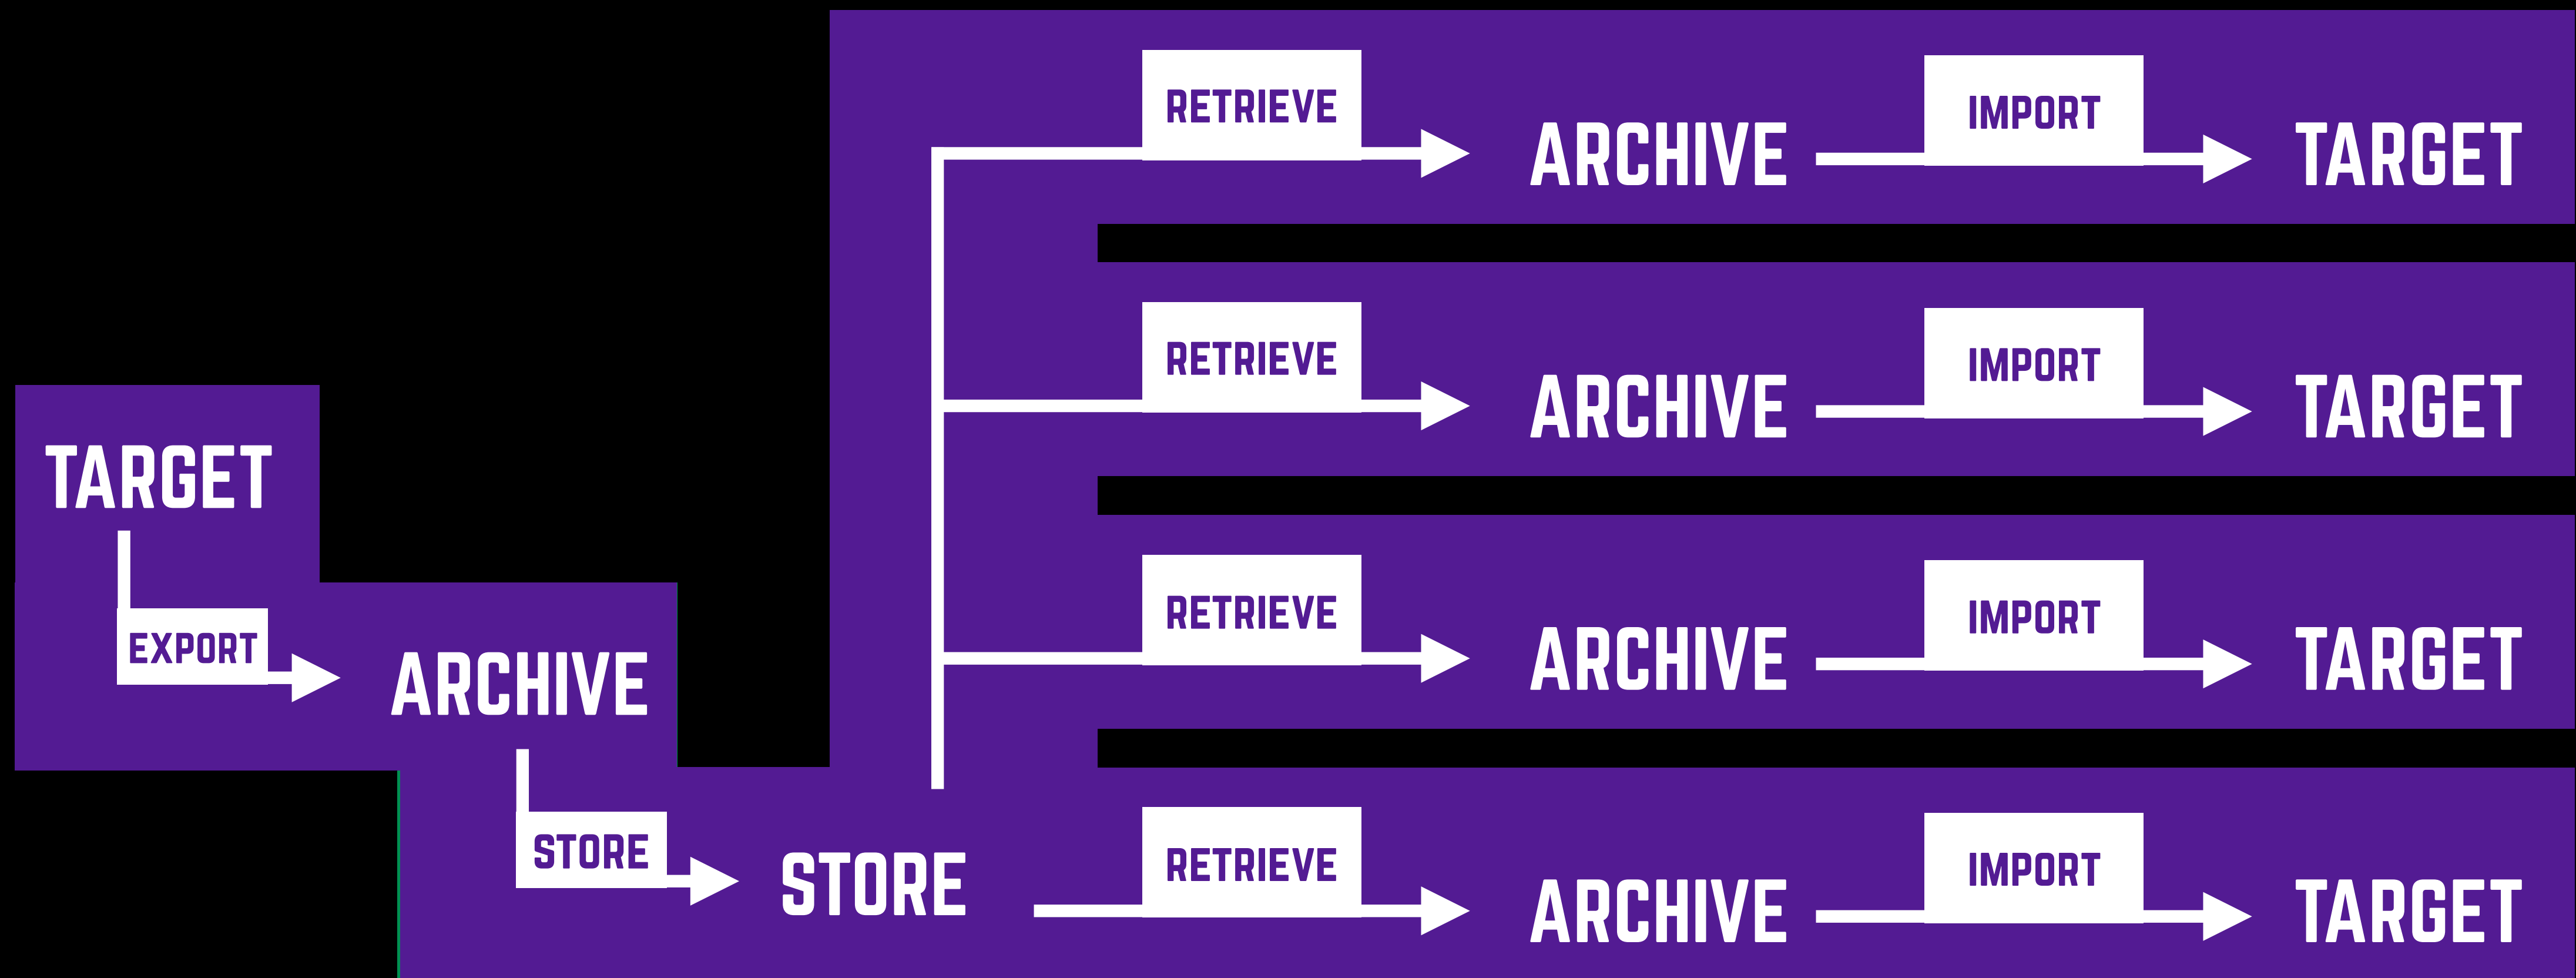 RETRIEVE
ARCHIVE
IMPORT
TARGET
RETRIEVE
ARCHIVE
IMPORT
TARGET
TARGET
EXPORT
ARCHIVE
RETRIEVE
ARCHIVE
IMPORT
TARGET
STORE
STORE
RETRIEVE
ARCHIVE
IMPORT
TARGET